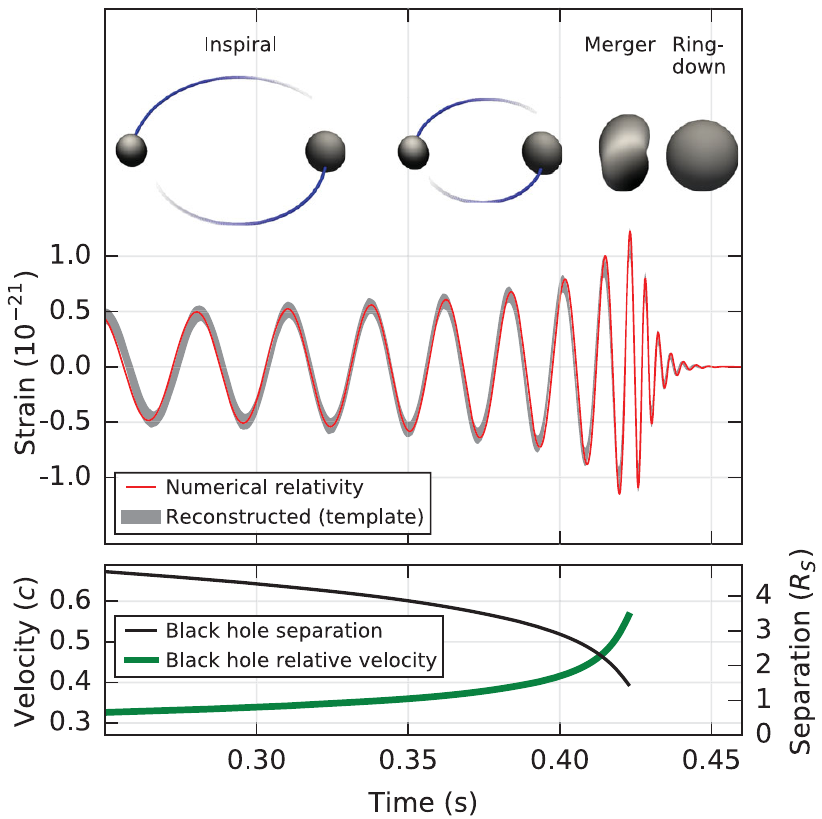 Inspiral
Merger
Ring-
down
Strain (10⁻²¹)
1.0
0.5
0.0
-0.5
-1.0
Numerical relativity
Reconstructed (template)
Velocity (c)
0.6
0.5
0.4
0.3
Black hole separation
Black hole relative velocity
Separation (R_S)
4
3
2
1
0
0.30
0.35
0.40
0.45
Time (s)